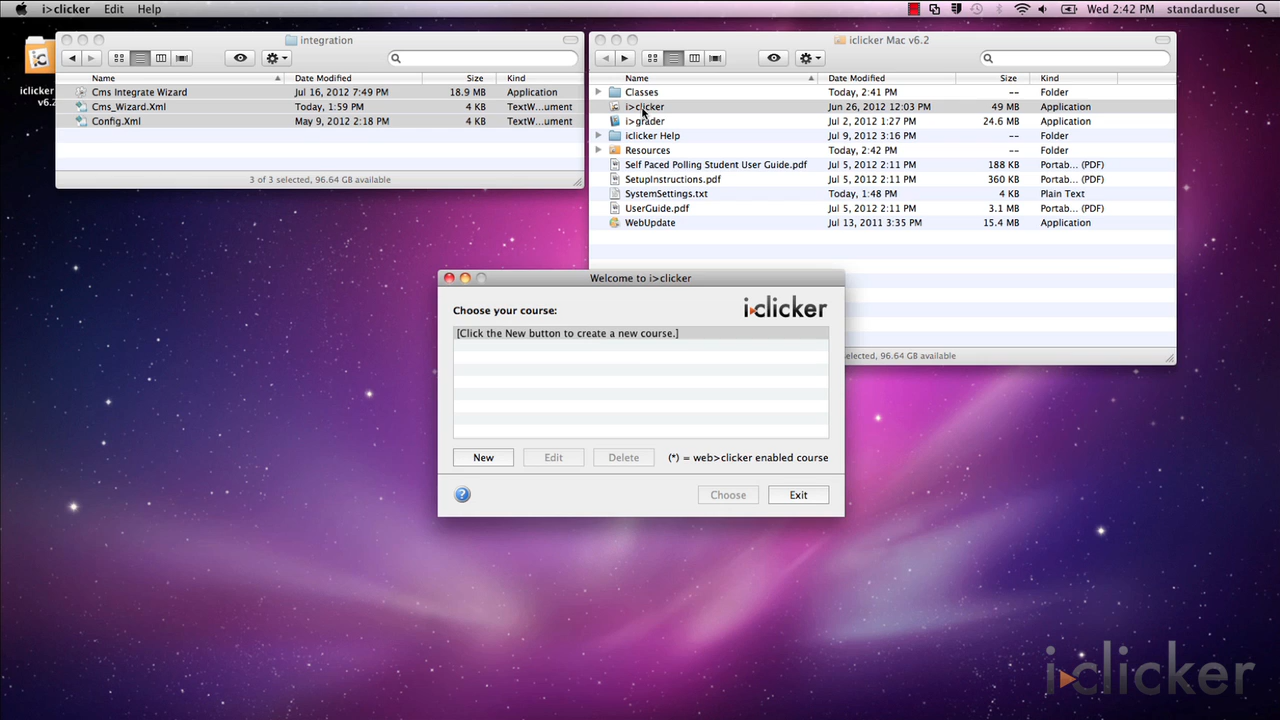 i>clicker Edit Help
Wed 2:42 PM standarduser
iclicker
v6.2
integration
Name Date Modified Size Kind
Cms Integrate Wizard Jul 16, 2012 7:49 PM 18.9 MB Application
Cms_Wizard.Xml Today, 1:59 PM 4 KB TextW...ument
Config.Xml May 9, 2012 2:18 PM 4 KB TextW...ument
3 of 3 selected, 96.64 GB available
iclicker Mac v6.2
Name Date Modified Size Kind
Classes Today, 2:41 PM -- Folder
i>clicker Jun 26, 2012 12:03 PM 49 MB Application
i>grader Jul 2, 2012 1:27 PM 24.6 MB Application
iclicker Help Jul 9, 2012 3:16 PM -- Folder
Resources Today, 2:42 PM -- Folder
Self Paced Polling Student User Guide.pdf Jul 5, 2012 2:11 PM 188 KB Portab... (PDF)
SetupInstructions.pdf Jul 5, 2012 2:11 PM 360 KB Portab... (PDF)
SystemSettings.txt Today, 1:48 PM 4 KB Plain Text
UserGuide.pdf Jul 5, 2012 2:11 PM 3.1 MB Portab... (PDF)
WebUpdate Jul 13, 2011 3:35 PM 15.4 MB Application
elected, 96.64 GB available
Welcome to i>clicker
Choose your course:
i>clicker
[Click the New button to create a new course.]
New Edit Delete (*) = web>clicker enabled course
? Choose Exit
i>clicker